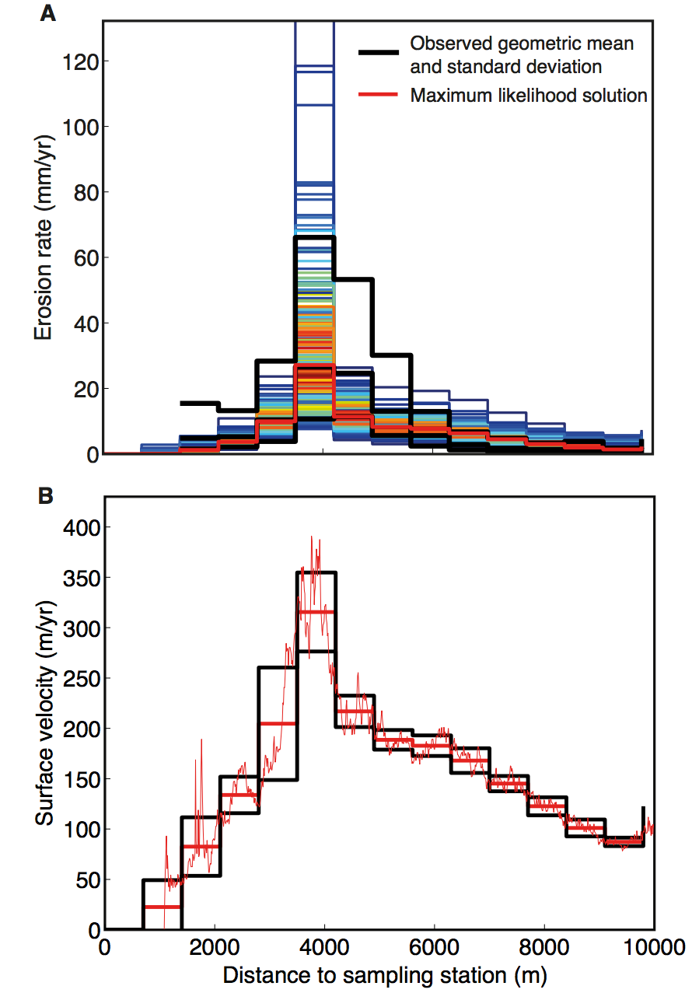 A
Observed geometric mean
and standard deviation
Maximum likelihood solution
Erosion rate (mm/yr)
120
100
80
60
40
20
0
B
Surface velocity (m/yr)
400
350
300
250
200
150
100
50
0
0 2000 4000 6000 8000 10000
Distance to sampling station (m)